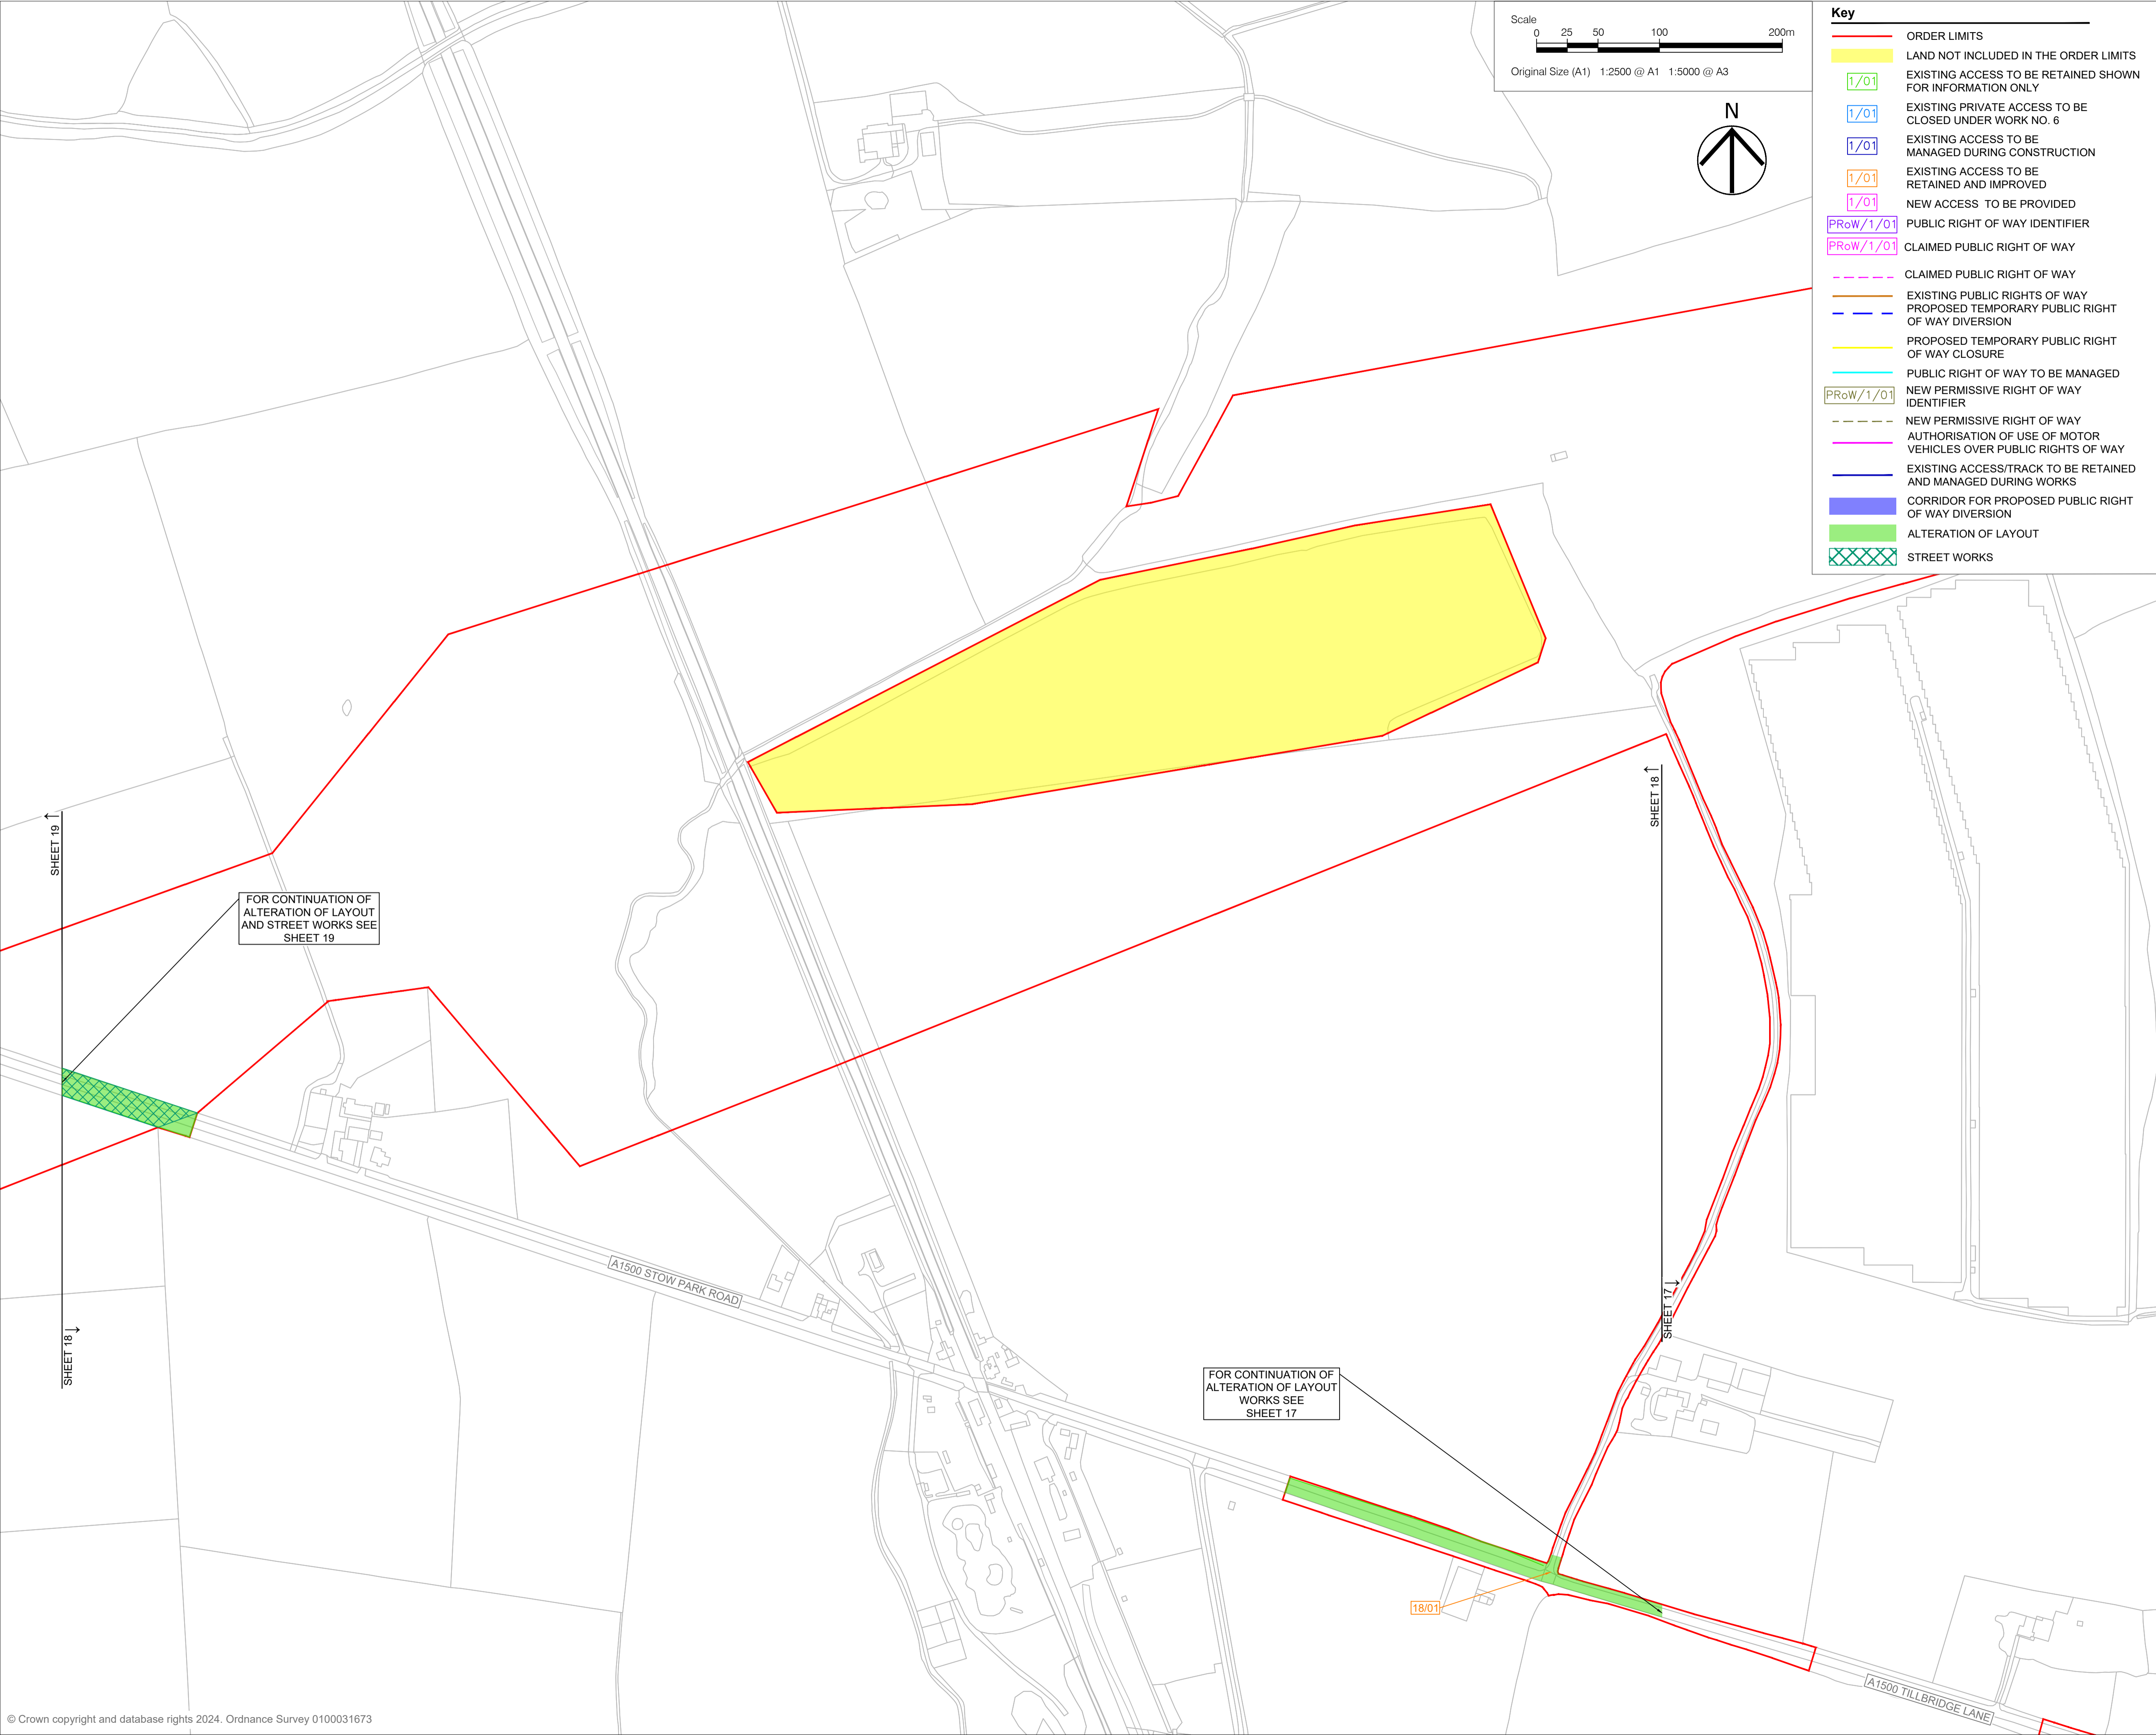 Scale
0 25 50 100 200m
Original Size (A1) 1:2500 @ A1 1:5000 @ A3
N
Key
ORDER LIMITS
LAND NOT INCLUDED IN THE ORDER LIMITS
1/01
EXISTING ACCESS TO BE RETAINED SHOWN
FOR INFORMATION ONLY
1/01
EXISTING PRIVATE ACCESS TO BE
CLOSED UNDER WORK NO. 6
1/01
EXISTING ACCESS TO BE
MANAGED DURING CONSTRUCTION
1/01
EXISTING ACCESS TO BE
RETAINED AND IMPROVED
1/01
NEW ACCESS TO BE PROVIDED
PRoW/1/01
PUBLIC RIGHT OF WAY IDENTIFIER
PRoW/1/01
CLAIMED PUBLIC RIGHT OF WAY
CLAIMED PUBLIC RIGHT OF WAY
EXISTING PUBLIC RIGHTS OF WAY
PROPOSED TEMPORARY PUBLIC RIGHT
OF WAY DIVERSION
PROPOSED TEMPORARY PUBLIC RIGHT
OF WAY CLOSURE
PUBLIC RIGHT OF WAY TO BE MANAGED
PRoW/1/01
NEW PERMISSIVE RIGHT OF WAY
IDENTIFIER
NEW PERMISSIVE RIGHT OF WAY
AUTHORISATION OF USE OF MOTOR
VEHICLES OVER PUBLIC RIGHTS OF WAY
EXISTING ACCESS/TRACK TO BE RETAINED
AND MANAGED DURING WORKS
CORRIDOR FOR PROPOSED PUBLIC RIGHT
OF WAY DIVERSION
ALTERATION OF LAYOUT
STREET WORKS
SHEET 18 ↑
SHEET 19 ↑
FOR CONTINUATION OF
ALTERATION OF LAYOUT
AND STREET WORKS SEE
SHEET 19
A1500 STOW PARK ROAD
SHEET 17 →
SHEET 18 →
FOR CONTINUATION OF
ALTERATION OF LAYOUT
WORKS SEE
SHEET 17
18/01
A1500 TILLBRIDGE LANE
© Crown copyright and database rights 2024. Ordnance Survey 0100031673